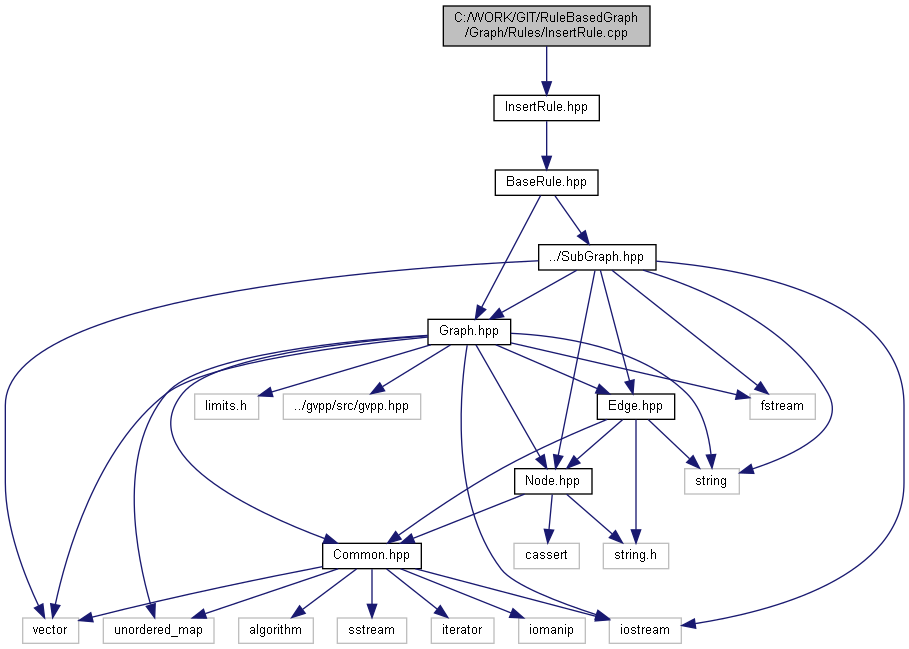 C:/WORK/GIT/RuleBasedGraph
/Graph/Rules/InsertRule.cpp
InsertRule.hpp
BaseRule.hpp
../SubGraph.hpp
Graph.hpp
limits.h
../gvpp/src/gvpp.hpp
Edge.hpp
fstream
Node.hpp
string
Common.hpp
cassert
string.h
vector
unordered_map
algorithm
sstream
iterator
iomanip
iostream